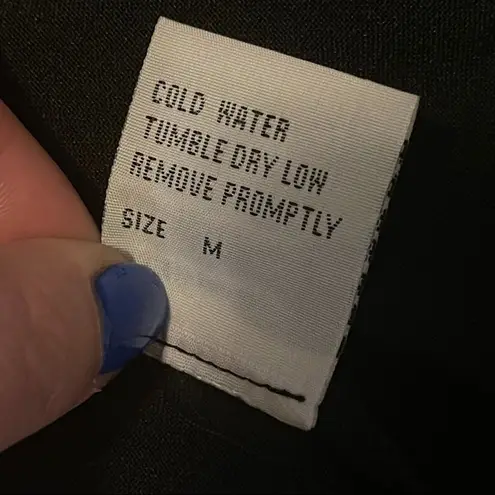 COLD WATER
TUMBLE DRY LOW
REMOVE PROMPTLY
SIZE M